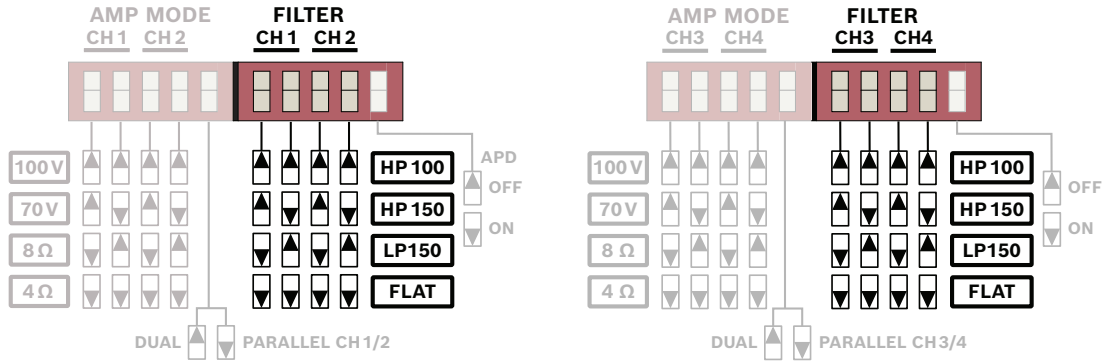 AMP MODE FILTER
CH 1 CH 2 CH 1 CH 2
100 V HP 100
APD
OFF
70 V HP 150
ON
8 Ω LP150
4 Ω FLAT
DUAL PARALLEL CH 1/2
AMP MODE FILTER
CH3 CH4 CH3 CH4
100 V HP 100
OFF
70 V HP 150
ON
8 Ω LP150
4 Ω FLAT
DUAL PARALLEL CH 3/4